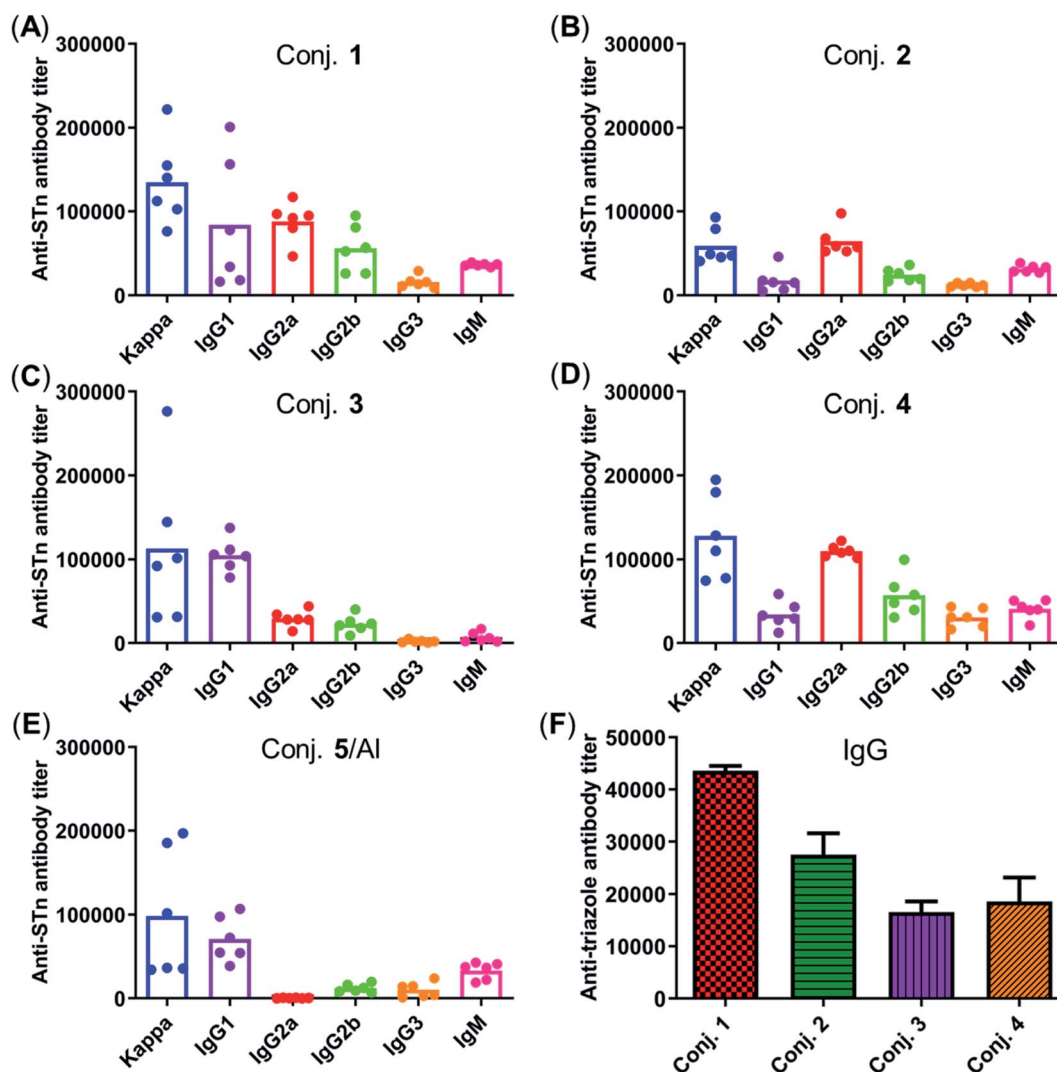 (A)
Conj. 1
Anti-STn antibody titer
300000
200000
100000
0
Kappa
IgG1
IgG2a
IgG2b
IgG3
IgM
(B)
Conj. 2
Anti-STn antibody titer
300000
200000
100000
0
Kappa
IgG1
IgG2a
IgG2b
IgG3
IgM
(C)
Conj. 3
Anti-STn antibody titer
300000
200000
100000
0
Kappa
IgG1
IgG2a
IgG2b
IgG3
IgM
(D)
Conj. 4
Anti-STn antibody titer
300000
200000
100000
0
Kappa
IgG1
IgG2a
IgG2b
IgG3
IgM
(E)
Conj. 5/Al
Anti-STn antibody titer
300000
200000
100000
0
Kappa
IgG1
IgG2a
IgG2b
IgG3
IgM
(F)
IgG
Anti-triazole antibody titer
50000
40000
30000
20000
10000
0
Conj. 1
Conj. 2
Conj. 3
Conj. 4